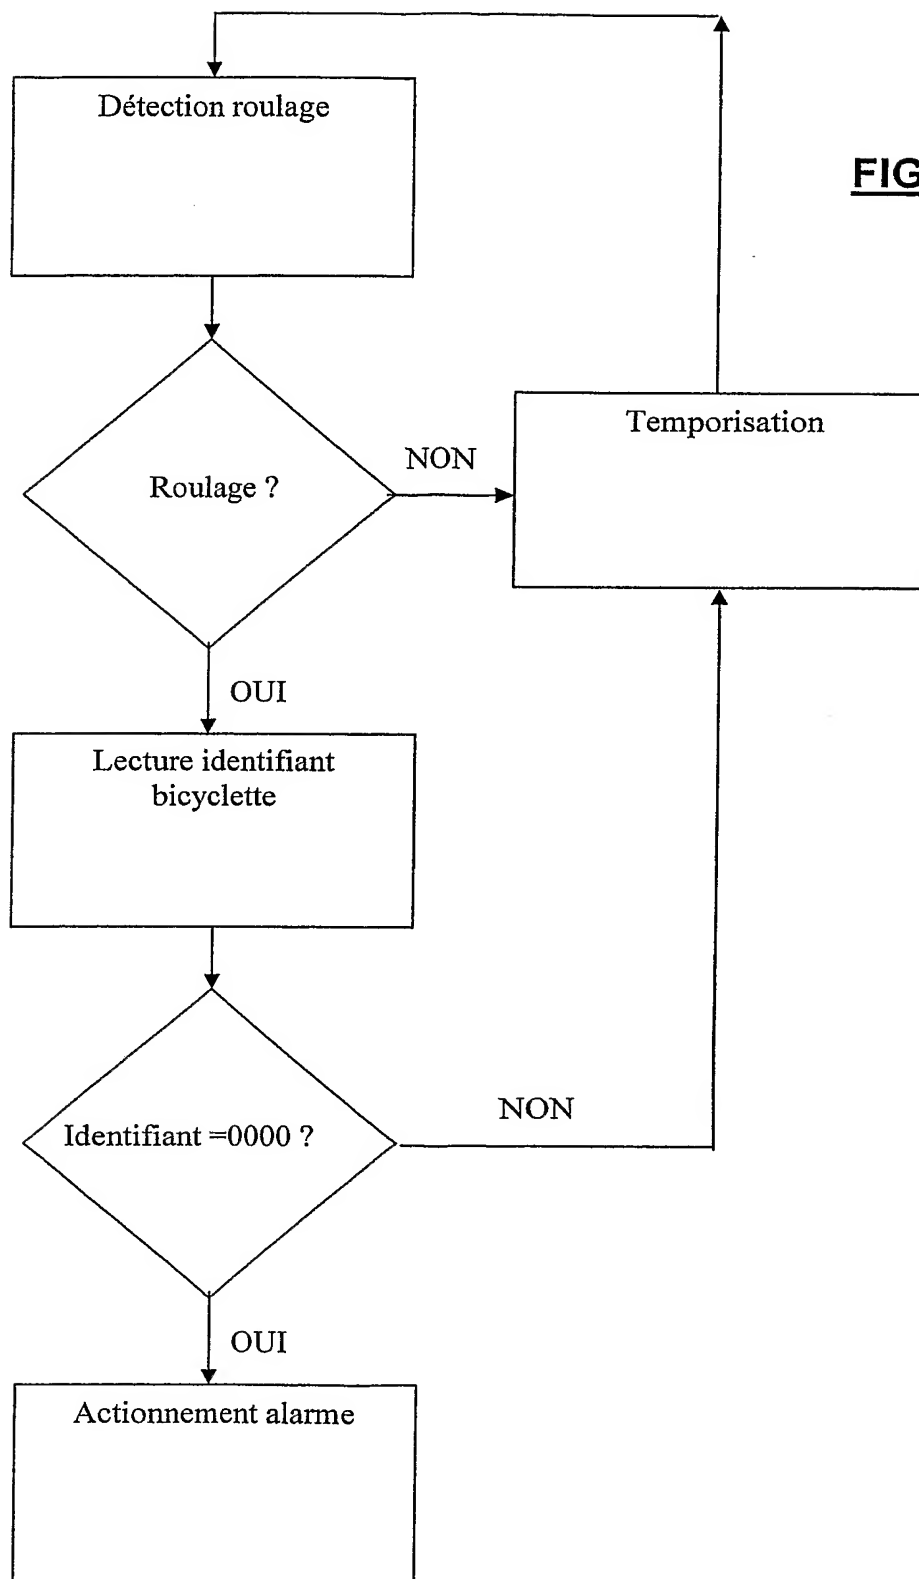 Détection roulage
FIG
Roulage ?
NON
Temporisation
OUI
Lecture identifiant
bicyclette
Identifiant =0000 ?
NON
OUI
Actionnement alarme